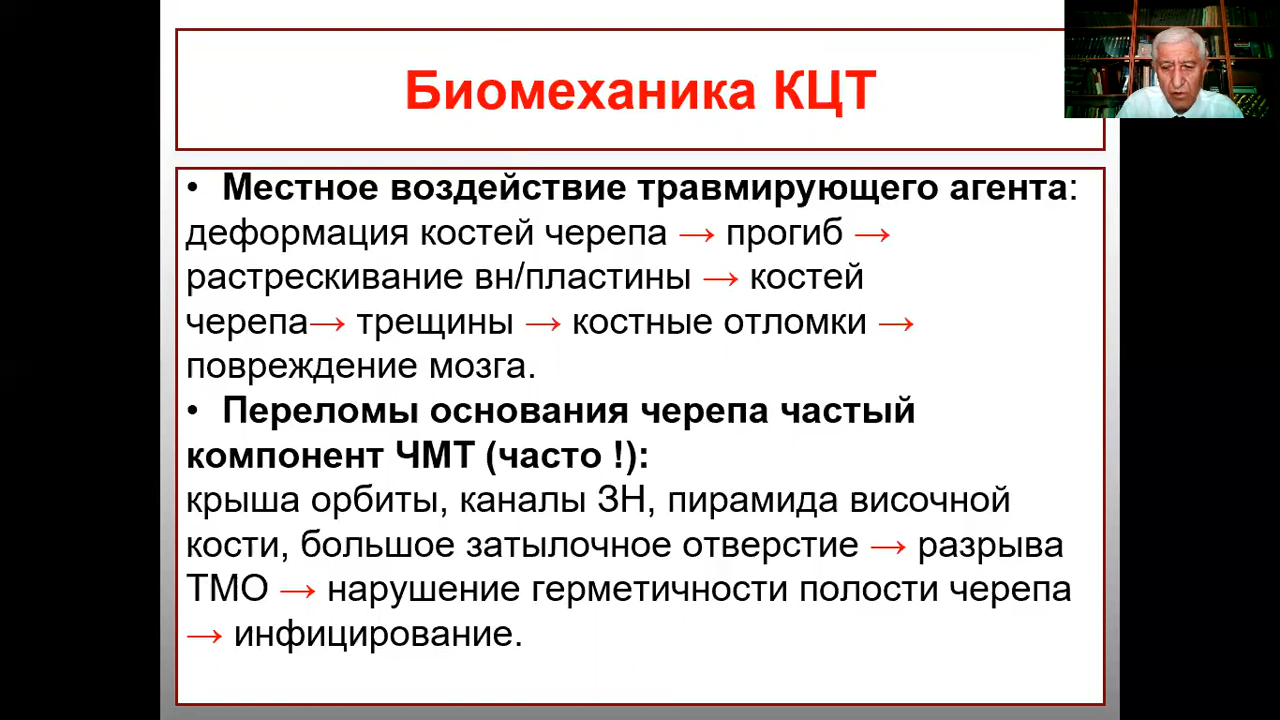 Биомеханика КЦТ
• Местное воздействие травмирующего агента:
деформация костей черепа → прогиб →
растрескивание вн/пластины → костей
черепа→ трещины → костные отломки →
повреждение мозга.
• Переломы основания черепа частый
компонент ЧМТ (часто !):
крыша орбиты, каналы ЗН, пирамида височной
кости, большое затылочное отверстие → разрыва
ТМО → нарушение герметичности полости черепа
→ инфицирование.